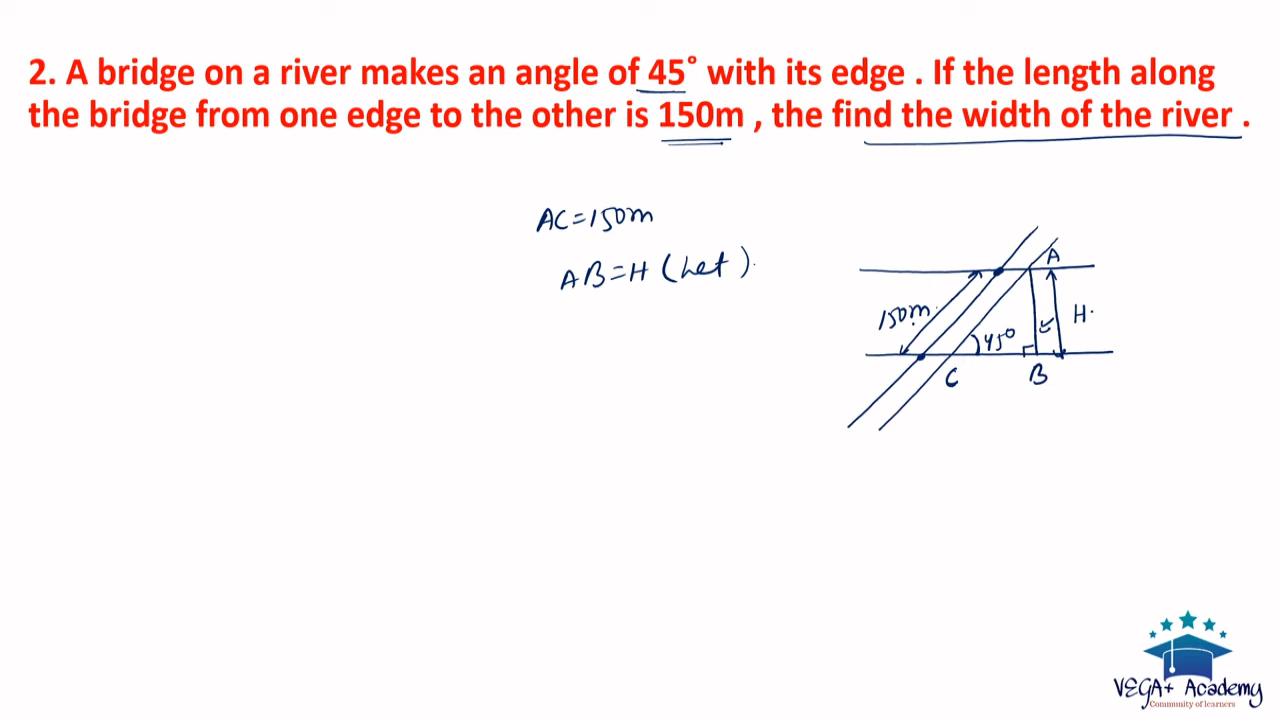 2. A bridge on a river makes an angle of 45° with its edge . If the length along
the bridge from one edge to the other is 150m , the find the width of the river .
AC=150m
AB=H (Let).
A
150m.
H.
45°
C
B
VEGA+ Academy
Community of learners